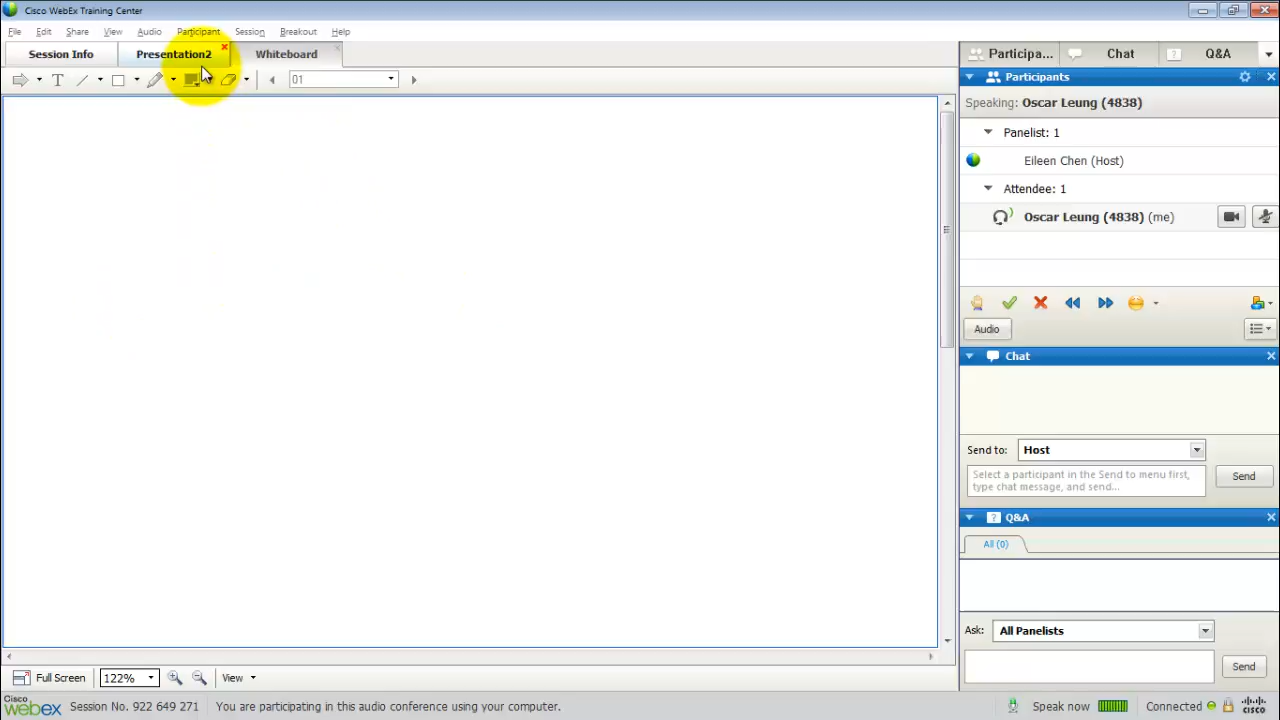 Cisco WebEx Training Center
File Edit Share View Audio Participant Session Breakout Help
Session Info Presentation2 Whiteboard
Participa... Chat ? Q&A
T 01
Participants
Speaking: Oscar Leung (4838)
Panelist: 1
Eileen Chen (Host)
Attendee: 1
Oscar Leung (4838) (me)
Audio
Chat
Send to: Host
Select a participant in the Send to menu first,
type chat message, and send...
Send
? Q&A
All (0)
Ask: All Panelists
Send
Full Screen 122% View
Cisco webex Session No. 922 649 271 You are participating in this audio conference using your computer. Speak now Connected cisco